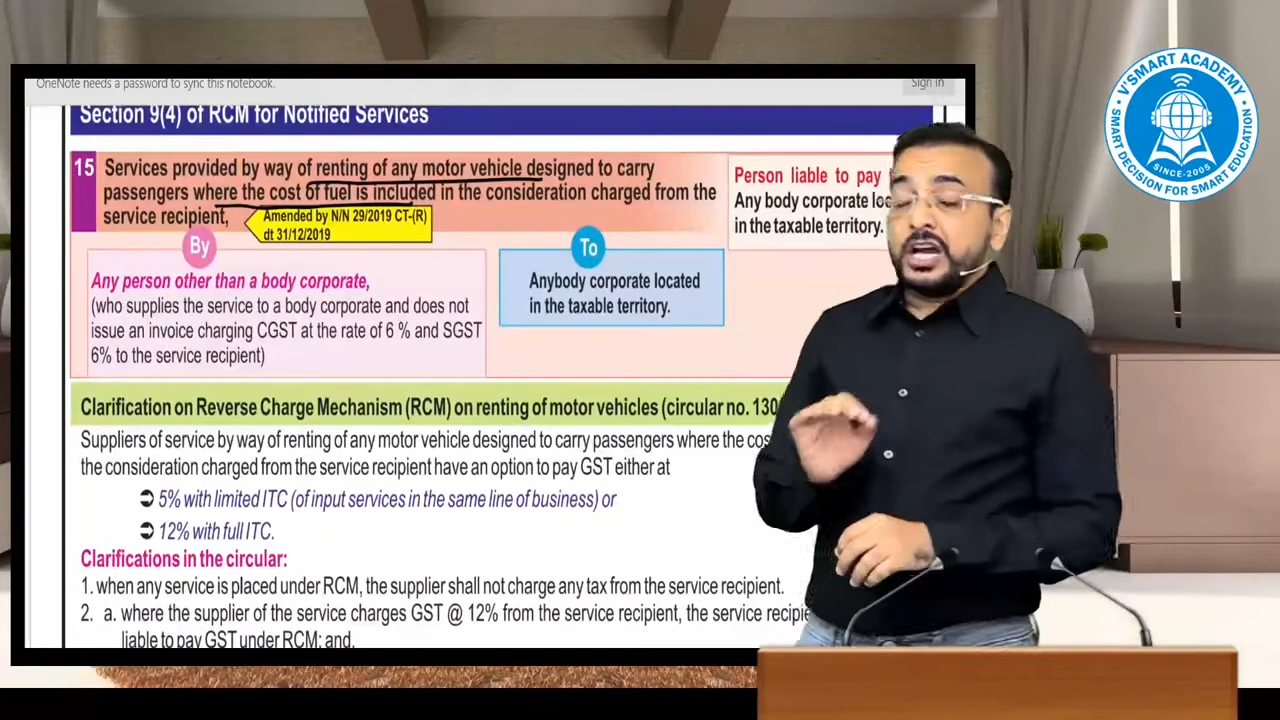 OneNote needs a password to sync this notebook.
Sign in
Section 9(4) of RCM for Notified Services
15
Services provided by way of renting of any motor vehicle designed to carry
passengers where the cost of fuel is included in the consideration charged from the
service recipient,
Amended by N/N 29/2019 CT-(R)
dt 31/12/2019
Person liable to pay
Any body corporate
in the taxable territory.
By
Any person other than a body corporate,
(who supplies the service to a body corporate and does not
issue an invoice charging CGST at the rate of 6 % and SGST
6% to the service recipient)
To
Anybody corporate located
in the taxable territory.
Clarification on Reverse Charge Mechanism (RCM) on renting of motor vehicles (circular no. 130
Suppliers of service by way of renting of any motor vehicle designed to carry passengers where the
the consideration charged from the service recipient have an option to pay GST either at
➲ 5% with limited ITC (of input services in the same line of business) or
➲ 12% with full ITC.
Clarifications in the circular:
1. when any service is placed under RCM, the supplier shall not charge any tax from the service recipient.
2. a. where the supplier of the service charges GST @ 12% from the service recipient, the service
liable to pay GST under RCM; and,
V'SMART ACADEMY
SINCE-2005
SMART DECISION FOR SMART EDUCATION